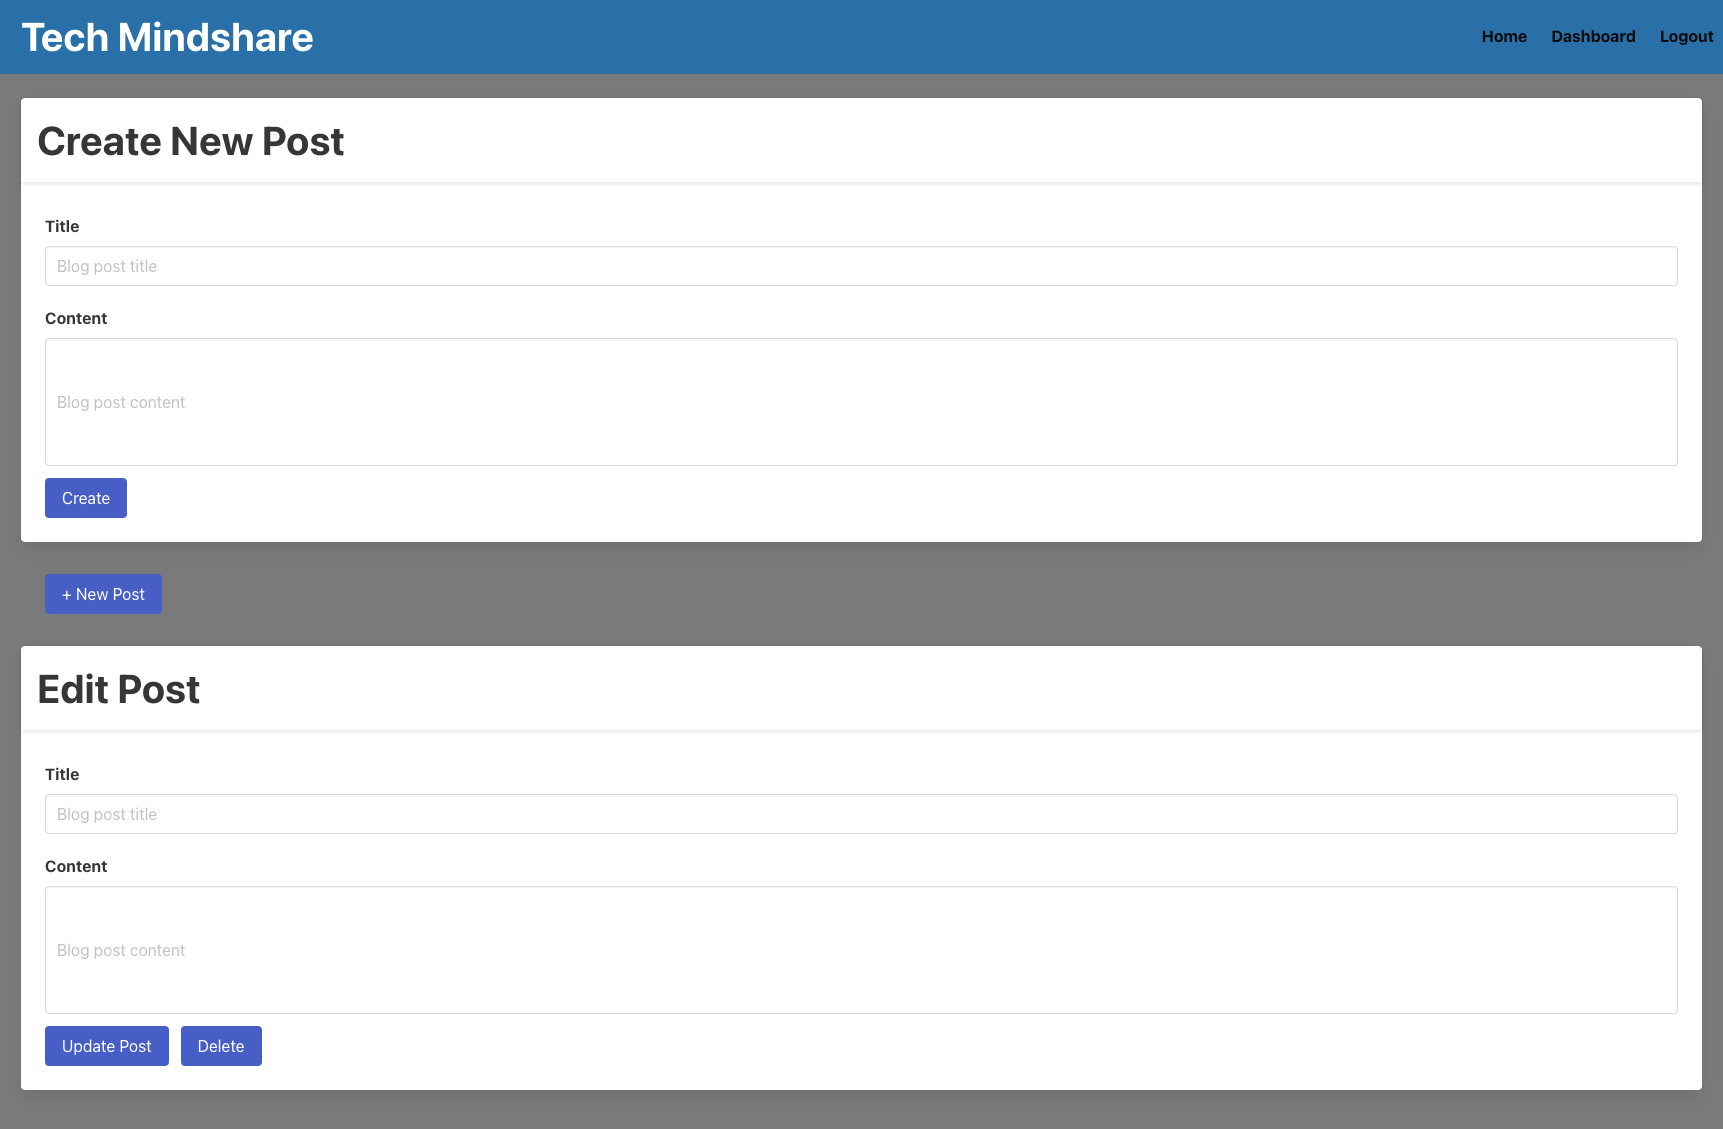 Tech Mindshare
Home Dashboard Logout
Create New Post
Title
Blog post title
Content
Blog post content
Create
+ New Post
Edit Post
Title
Blog post title
Content
Blog post content
Update Post Delete